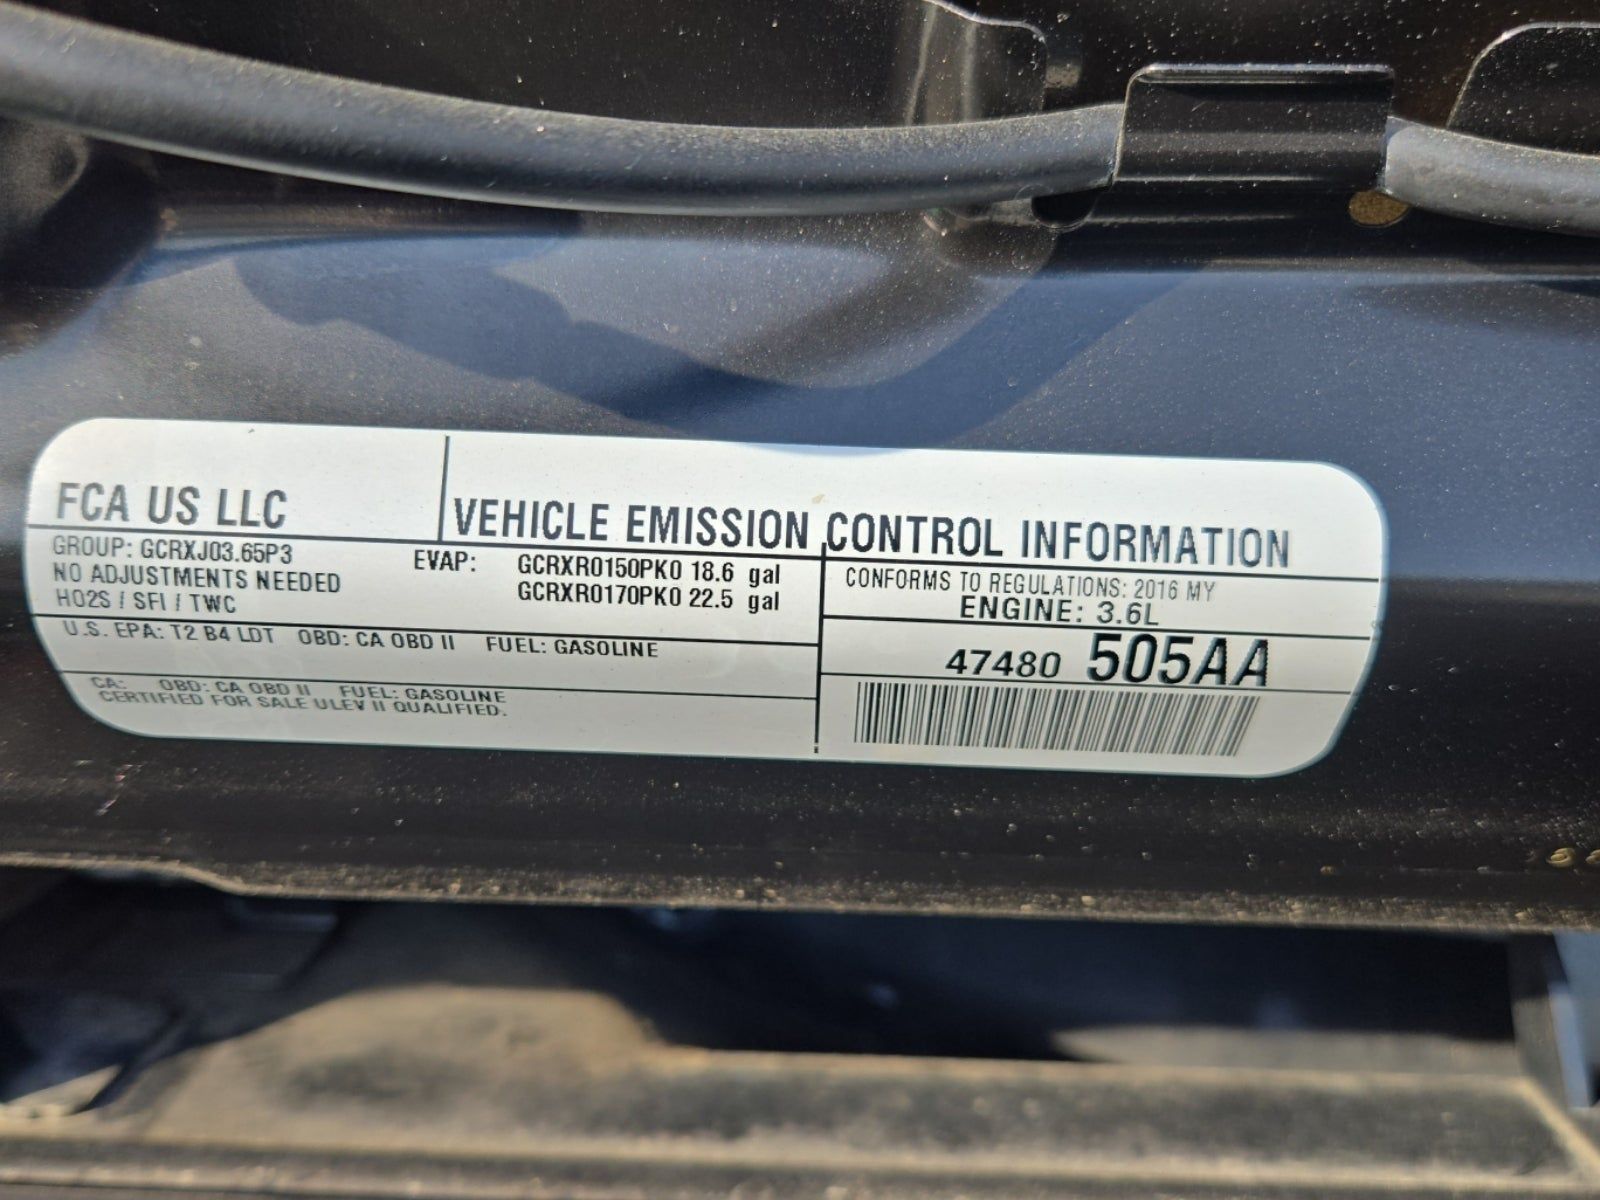 FCA US LLC
VEHICLE EMISSION CONTROL INFORMATION
GROUP: GCRXJ03.65P3
NO ADJUSTMENTS NEEDED
HO2S / SFI / TWC
EVAP: GCRXR0150PK0 18.6 gal
GCRXR0170PK0 22.5 gal
CONFORMS TO REGULATIONS: 2016 MY
ENGINE: 3.6L
U.S. EPA: T2 B4 LDT OBD: CA OBD II FUEL: GASOLINE
47480 505AA
CA: OBD: CA OBD II FUEL: GASOLINE
CERTIFIED FOR SALE ULEV II QUALIFIED.